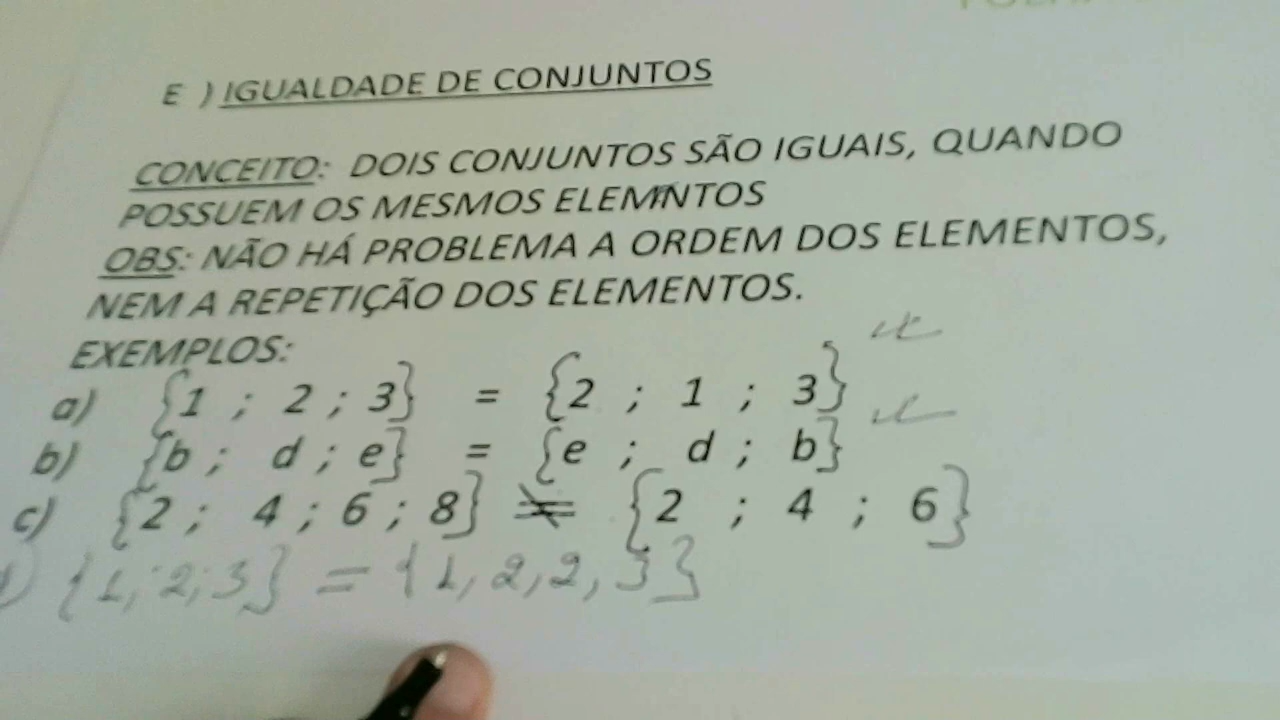 E ) IGUALDADE DE CONJUNTOS
CONCEITO: DOIS CONJUNTOS SÃO IGUAIS, QUANDO
POSSUEM OS MESMOS ELEMNTOS
OBS: NÃO HÁ PROBLEMA A ORDEM DOS ELEMENTOS,
NEM A REPETIÇÃO DOS ELEMENTOS.
EXEMPLOS:
a) {1 ; 2 ; 3} = {2 ; 1 ; 3}
b) {b ; d ; e} = {e ; d ; b}
c) {2 ; 4 ; 6 ; 8} ≠ {2 ; 4 ; 6}
{1, 2, 3} = {1, 2, 2, 3}